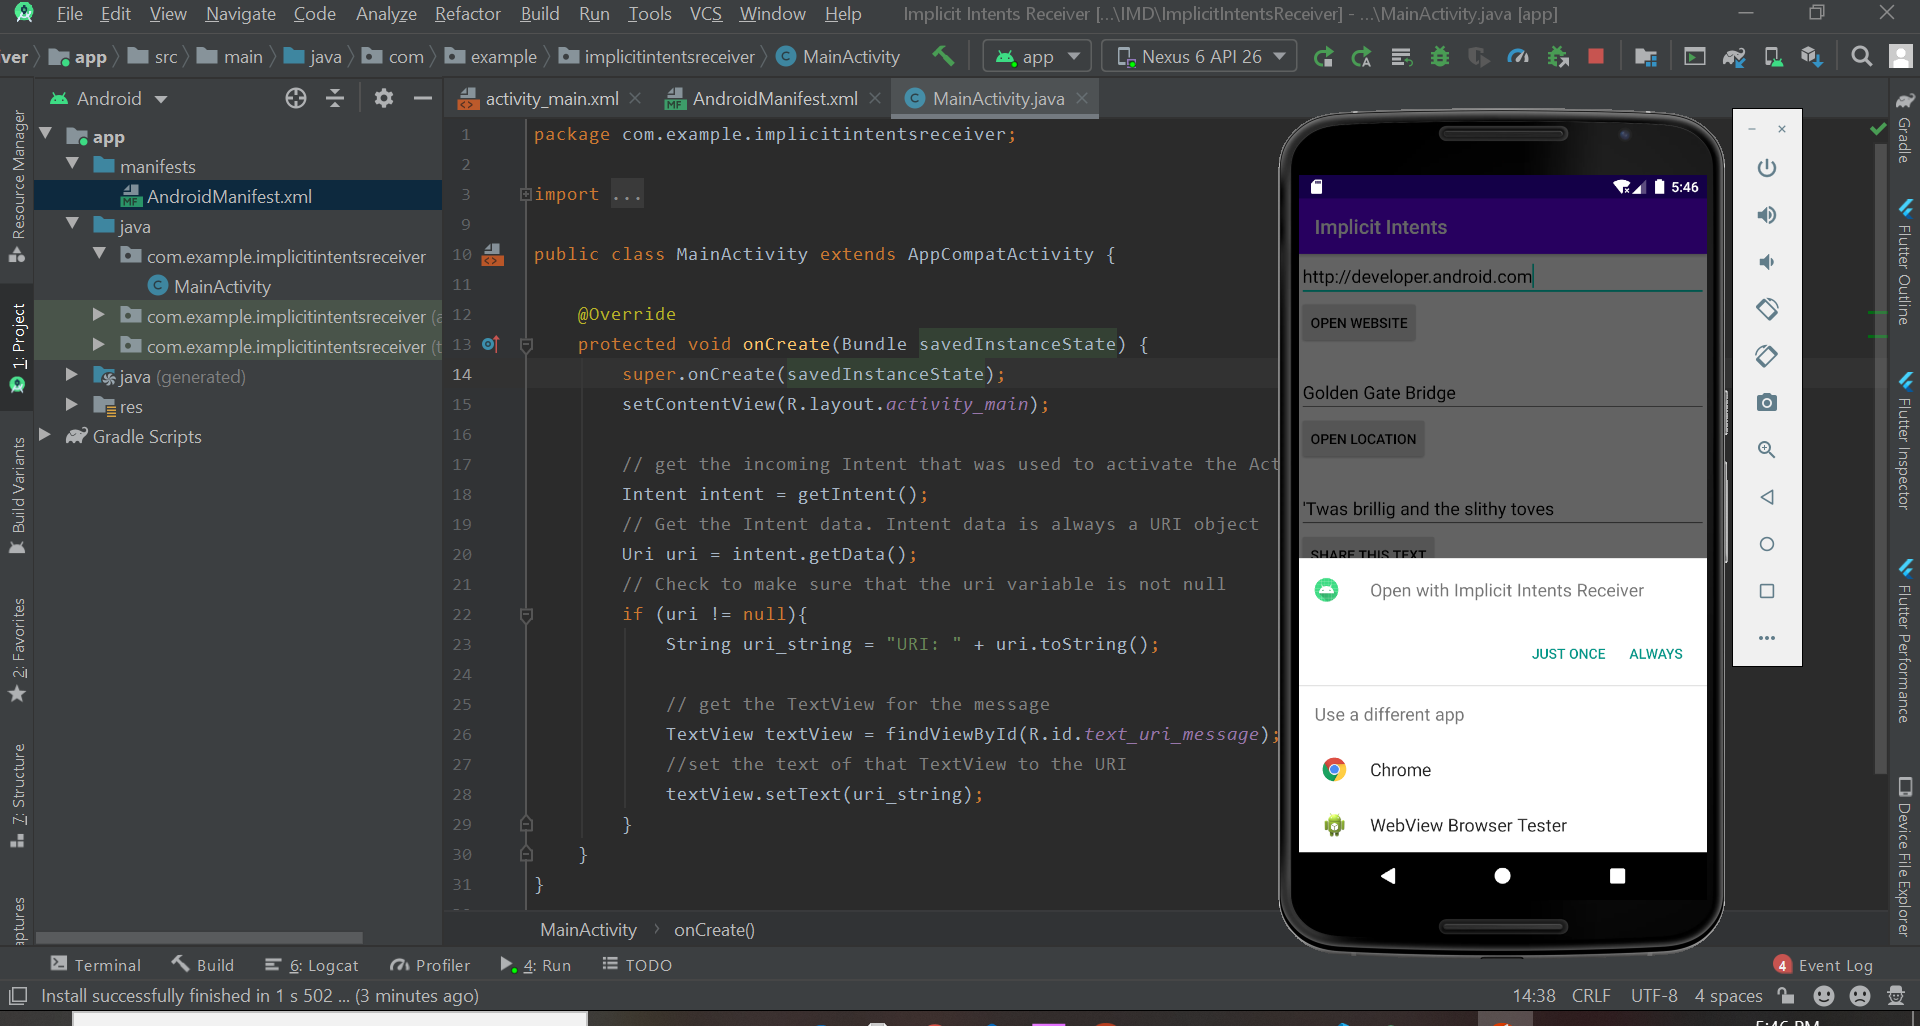 File Edit View Navigate Code Analyze Refactor Build Run Tools VCS Window Help Implicit Intents Receiver [...\IMD\ImplicitIntentsReceiver] - ...\MainActivity.java [app]
ver app src main java com example implicitintentsreceiver MainActivity app Nexus 6 API 26
Android
activity_main.xml AndroidManifest.xml MainActivity.java
app
manifests
AndroidManifest.xml
java
com.example.implicitintentsreceiver
MainActivity
com.example.implicitintentsreceiver (a
com.example.implicitintentsreceiver (t
java (generated)
res
Gradle Scripts
Resource Manager
1: Project
Build Variants
2: Favorites
7: Structure
aptures
1 package com.example.implicitintentsreceiver;
2
3 import ...
9
10 public class MainActivity extends AppCompatActivity {
11
12 @Override
13 protected void onCreate(Bundle savedInstanceState) {
14 super.onCreate(savedInstanceState);
15 setContentView(R.layout.activity_main);
16
17 // get the incoming Intent that was used to activate the Act
18 Intent intent = getIntent();
19 // Get the Intent data. Intent data is always a URI object
20 Uri uri = intent.getData();
21 // Check to make sure that the uri variable is not null
22 if (uri != null){
23 String uri_string = "URI: " + uri.toString();
24
25 // get the TextView for the message
26 TextView textView = findViewById(R.id.text_uri_message);
27 //set the text of that TextView to the URI
28 textView.setText(uri_string);
29 }
30 }
31 }
MainActivity onCreate()
5:46
Implicit Intents
http://developer.android.com
OPEN WEBSITE
Golden Gate Bridge
OPEN LOCATION
'Twas brillig and the slithy toves
SHARE THIS TEXT
Open with Implicit Intents Receiver
JUST ONCE ALWAYS
Use a different app
Chrome
WebView Browser Tester
Gradle
Flutter Outline
Flutter Inspector
Flutter Performance
Device File Explorer
Terminal Build 6: Logcat Profiler 4: Run TODO 4 Event Log
Install successfully finished in 1 s 502 ... (3 minutes ago) 14:38 CRLF UTF-8 4 spaces
5:46 PM